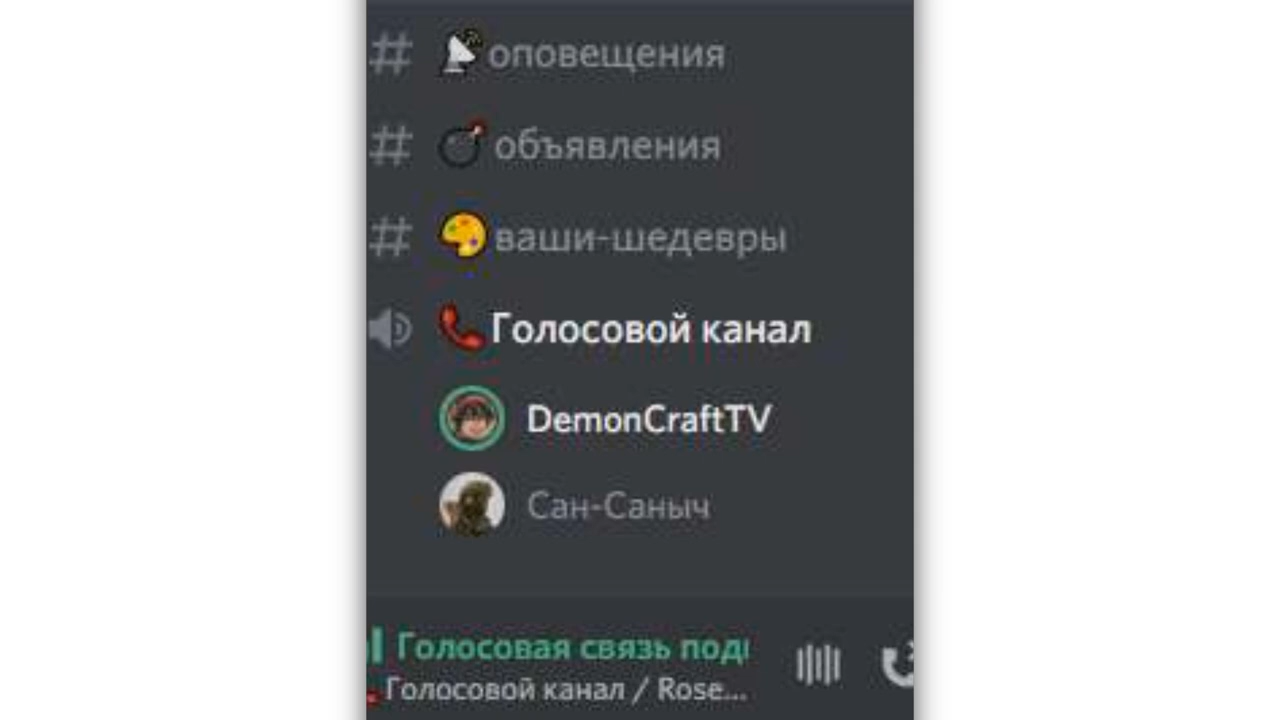 # оповещения
# объявления
# ваши-шедевры
Голосовой канал
DemonCraftTV
Сан-Саныч
Голосовая связь под
Голосовой канал / Rose...